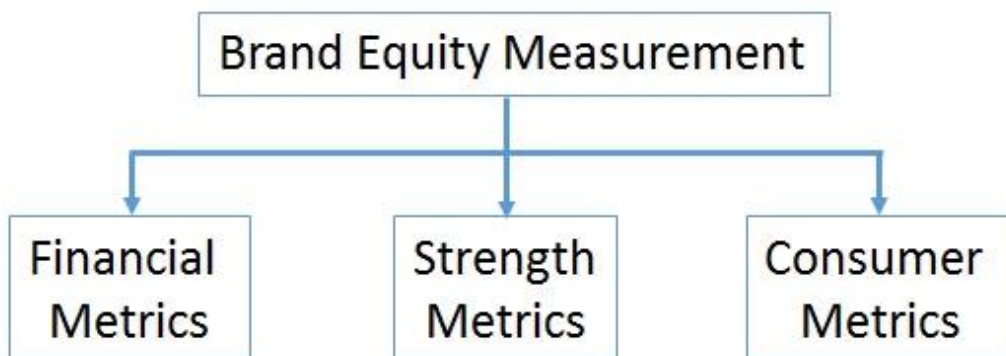 Brand Equity Measurement
Financial
Metrics
Strength
Metrics
Consumer
Metrics